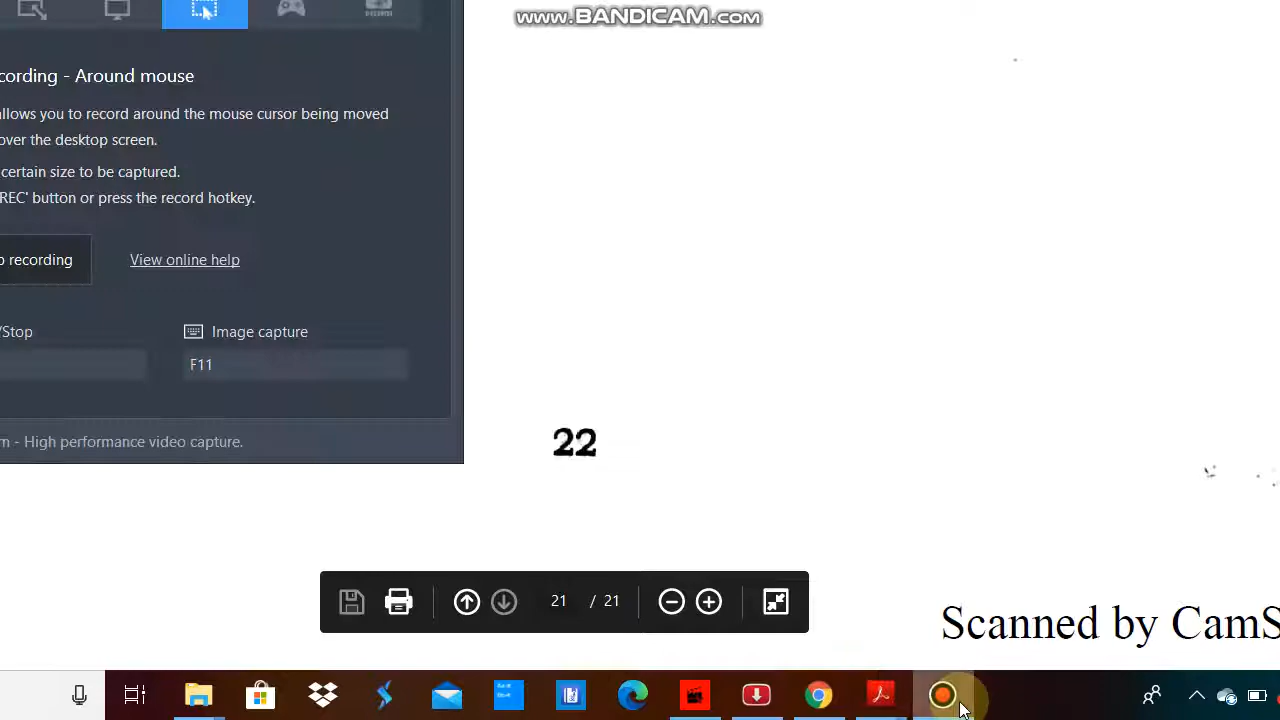 www.BANDICAM.com
cording - Around mouse
allows you to record around the mouse cursor being moved
over the desktop screen.
certain size to be captured.
REC' button or press the record hotkey.
p recording
View online help
/Stop
Image capture
F11
m - High performance video capture.
22
21 / 21
Scanned by CamS